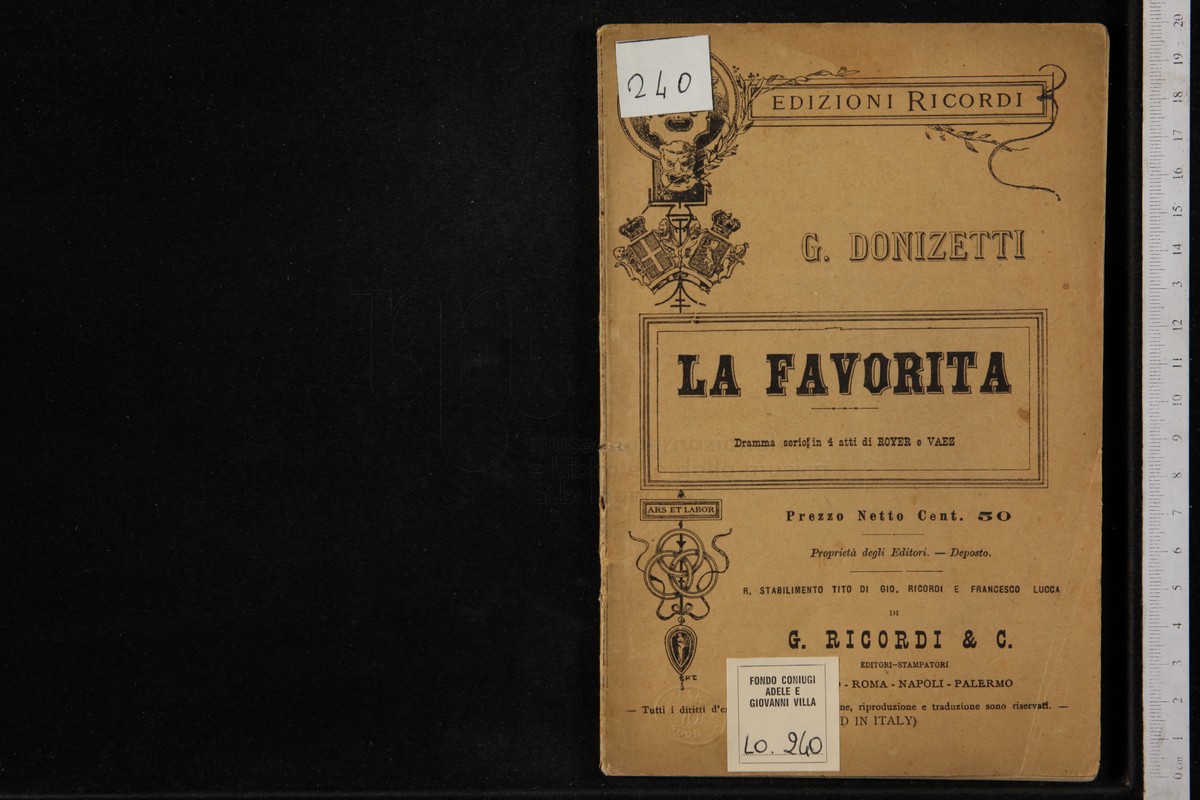 240
EDIZIONI RICORDI
G. DONIZETTI
LA FAVORITA
Dramma serio in 4 atti di ROYER e VAEZ
ARS ET LABOR
Prezzo Netto Cent. 50
Proprietà degli Editori. — Deposto.
R. STABILIMENTO TITO DI GIO. RICORDI E FRANCESCO LUCCA
DI
G. RICORDI & C.
EDITORI-STAMPATORI
- ROMA - NAPOLI - PALERMO
— Tutti i diritti riproduzione e traduzione sono riservati. —
IN ITALY)
FONDO CONIUGI
ADELE E
GIOVANNI VILLA
LO. 240